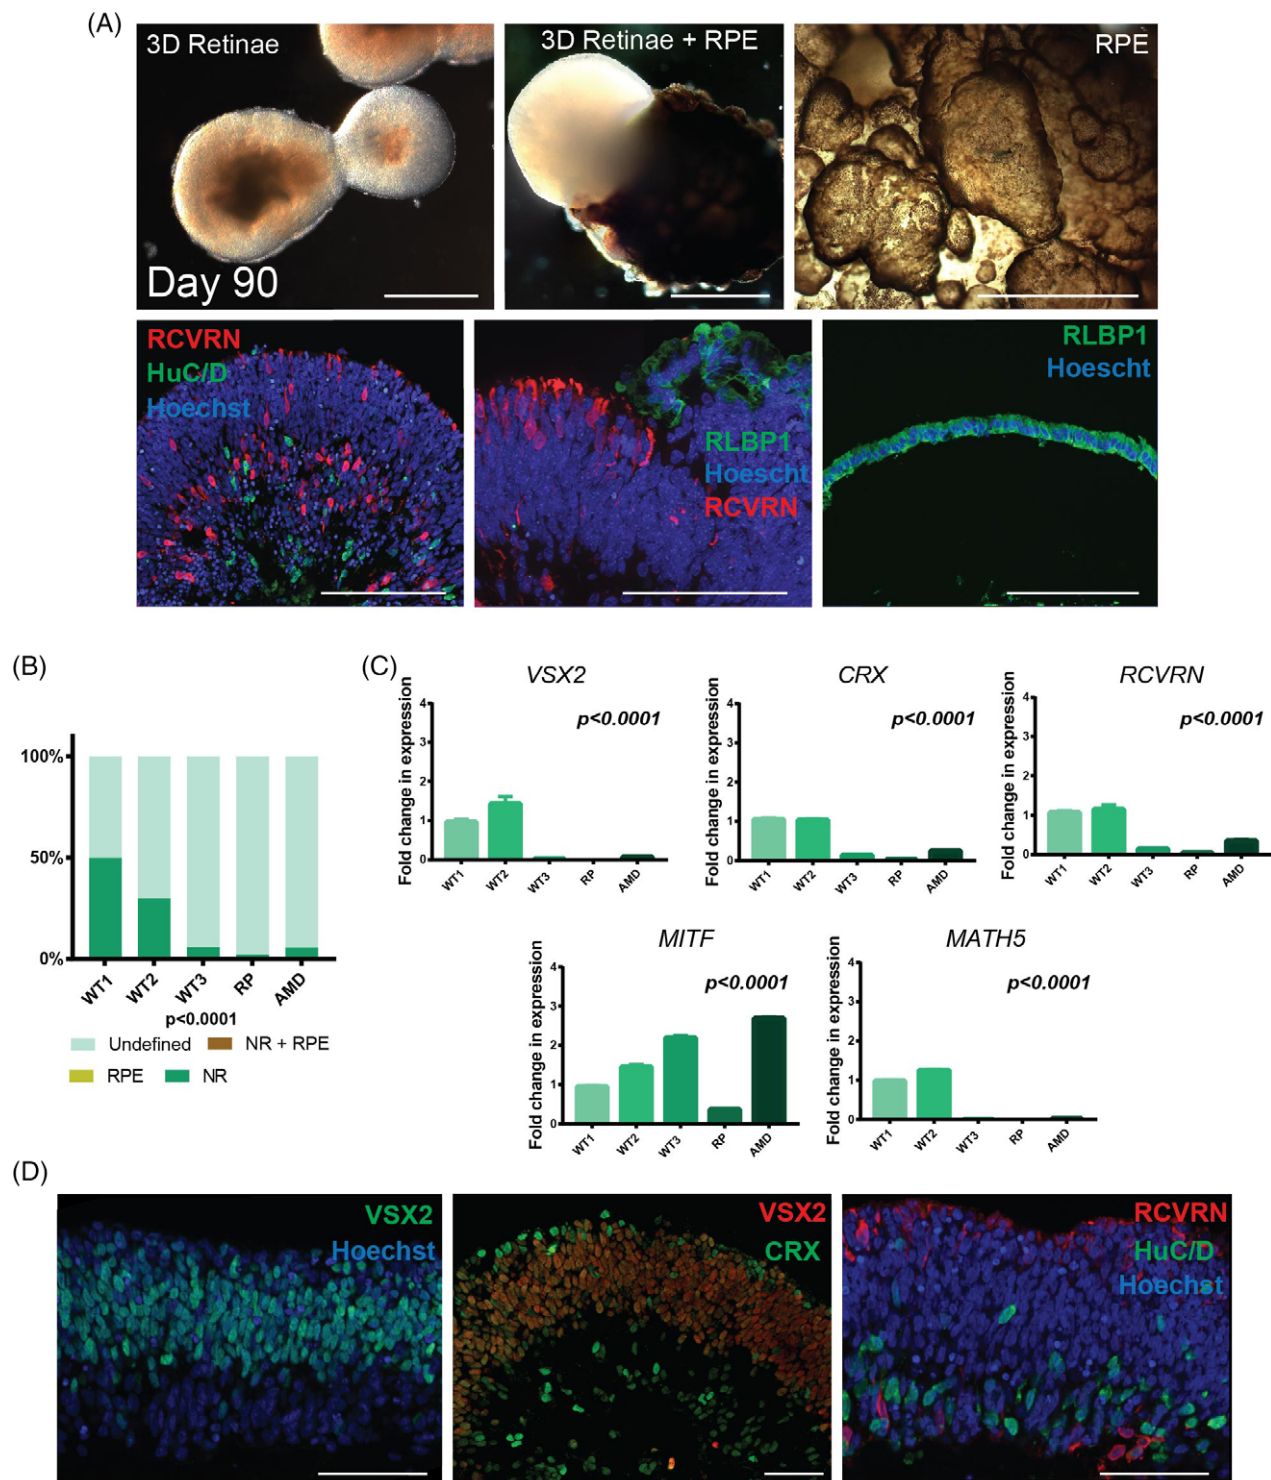 (A)
3D Retinae
3D Retinae + RPE
RPE
Day 90
RCVRN
HuC/D
Hoechst
RLBP1
Hoescht
RCVRN
RLBP1
Hoescht
(B)
100%
50%
0%
WT1
WT2
WT3
RP
AMD
p<0.0001
Undefined
NR + RPE
RPE
NR
(C)
VSX2
Fold change in expression
4
3
2
1
0
p<0.0001
WT1
WT2
WT3
RP
AMD
CRX
Fold change in expression
4
3
2
1
0
p<0.0001
WT1
WT2
WT3
RP
AMD
RCVRN
Fold change in expression
4
3
2
1
0
p<0.0001
WT1
WT2
WT3
RP
AMD
MITF
Fold change in expression
4
3
2
1
0
p<0.0001
WT1
WT2
WT3
RP
AMD
MATH5
Fold change in expression
4
3
2
1
0
p<0.0001
WT1
WT2
WT3
RP
AMD
(D)
VSX2
Hoechst
VSX2
CRX
RCVRN
HuC/D
Hoechst